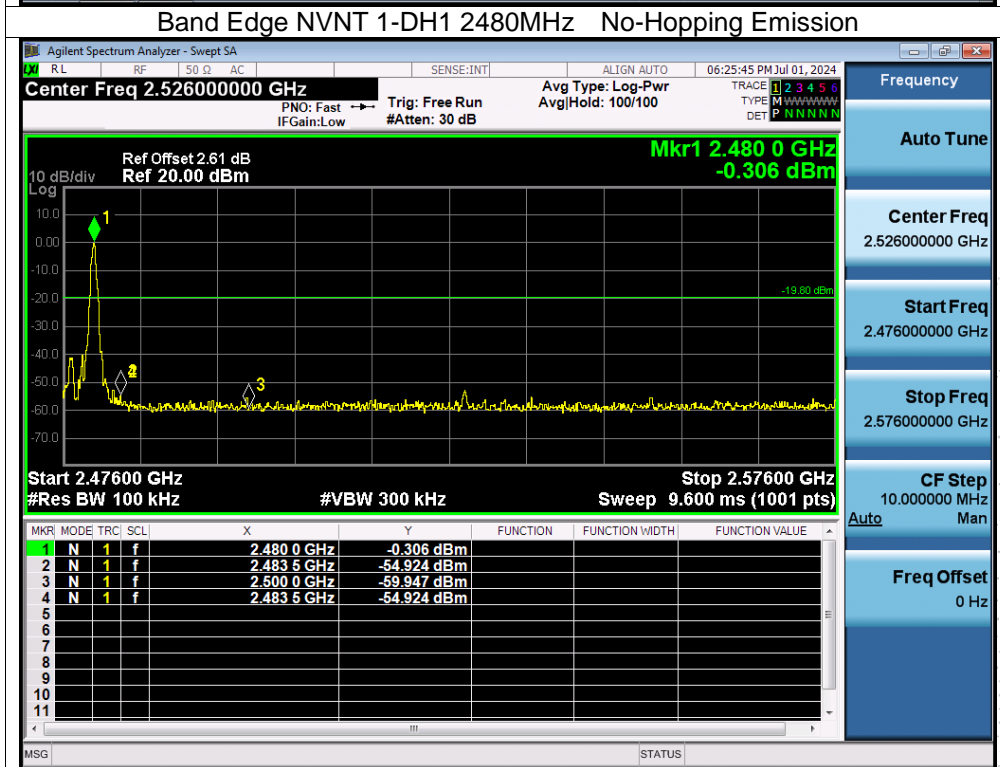 Band Edge NVNT 1-DH1 2480MHz No-Hopping Emission
Agilent Spectrum Analyzer - Swept SA
LXI RL RF 50 Ω AC SENSE:INT ALIGN AUTO 06:25:45 PM Jul 01, 2024
Center Freq 2.526000000 GHz
PNO: Fast
IFGain:Low
Trig: Free Run
#Atten: 30 dB
Avg Type: Log-Pwr
Avg|Hold: 100/100
TRACE 1 2 3 4 5 6
TYPE M WWWWW
DET P N N N N N
Frequency
Auto Tune
Center Freq
2.526000000 GHz
Start Freq
2.476000000 GHz
Stop Freq
2.576000000 GHz
CF Step
10.000000 MHz
Auto Man
Freq Offset
0 Hz
Mkr1 2.480 0 GHz
-0.306 dBm
Ref Offset 2.61 dB
10 dB/div Ref 20.00 dBm
Log
10.0
0.00
-10.0
-20.0
-30.0
-40.0
-50.0
-60.0
-70.0
1
2
3
-19.80 dBm
Start 2.47600 GHz Stop 2.57600 GHz
#Res BW 100 kHz #VBW 300 kHz Sweep 9.600 ms (1001 pts)
MKR MODE TRC SCL X Y FUNCTION FUNCTION WIDTH FUNCTION VALUE
1 N 1 f 2.480 0 GHz -0.306 dBm
2 N 1 f 2.483 5 GHz -54.924 dBm
3 N 1 f 2.500 0 GHz -59.947 dBm
4 N 1 f 2.483 5 GHz -54.924 dBm
5
6
7
8
9
10
11
MSG STATUS